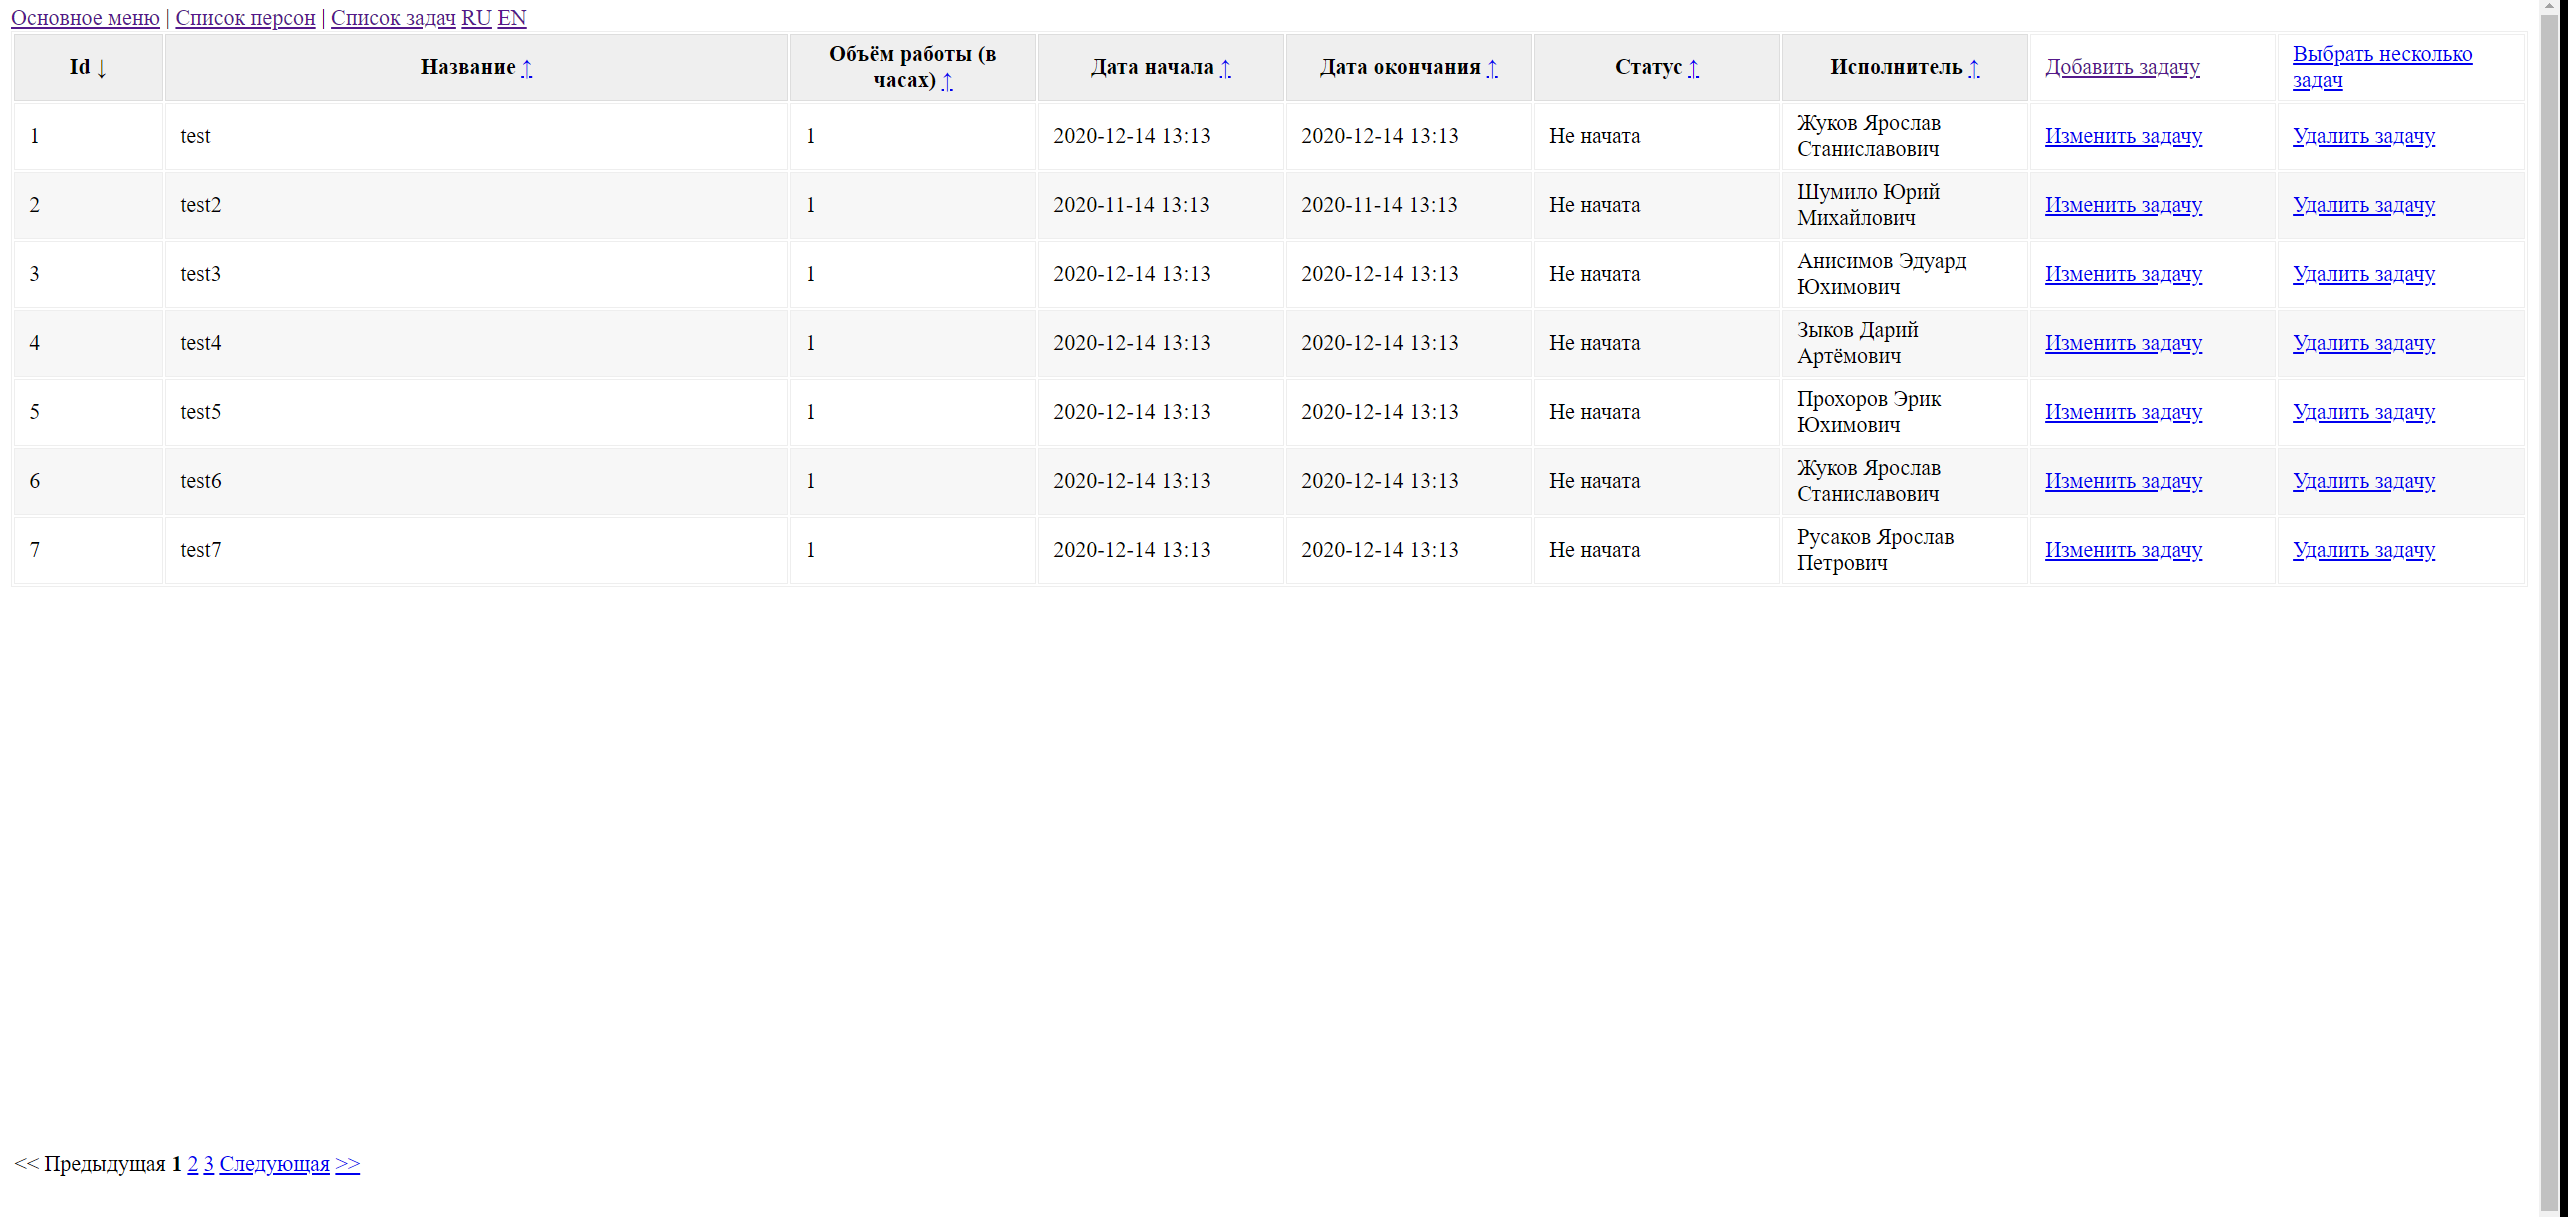 Основное меню | Список персон | Список задач RU EN
Id ↓ Название ↑ Объём работы (в часах) ↑ Дата начала ↑ Дата окончания ↑ Статус ↑ Исполнитель ↑ Добавить задачу Выбрать несколько задач
1 test 1 2020-12-14 13:13 2020-12-14 13:13 Не начата Жуков Ярослав Станиславович Изменить задачу Удалить задачу
2 test2 1 2020-11-14 13:13 2020-11-14 13:13 Не начата Шумило Юрий Михайлович Изменить задачу Удалить задачу
3 test3 1 2020-12-14 13:13 2020-12-14 13:13 Не начата Анисимов Эдуард Юхимович Изменить задачу Удалить задачу
4 test4 1 2020-12-14 13:13 2020-12-14 13:13 Не начата Зыков Дарий Артёмович Изменить задачу Удалить задачу
5 test5 1 2020-12-14 13:13 2020-12-14 13:13 Не начата Прохоров Эрик Юхимович Изменить задачу Удалить задачу
6 test6 1 2020-12-14 13:13 2020-12-14 13:13 Не начата Жуков Ярослав Станиславович Изменить задачу Удалить задачу
7 test7 1 2020-12-14 13:13 2020-12-14 13:13 Не начата Русаков Ярослав Петрович Изменить задачу Удалить задачу
<< Предыдущая 1 2 3 Следующая >>